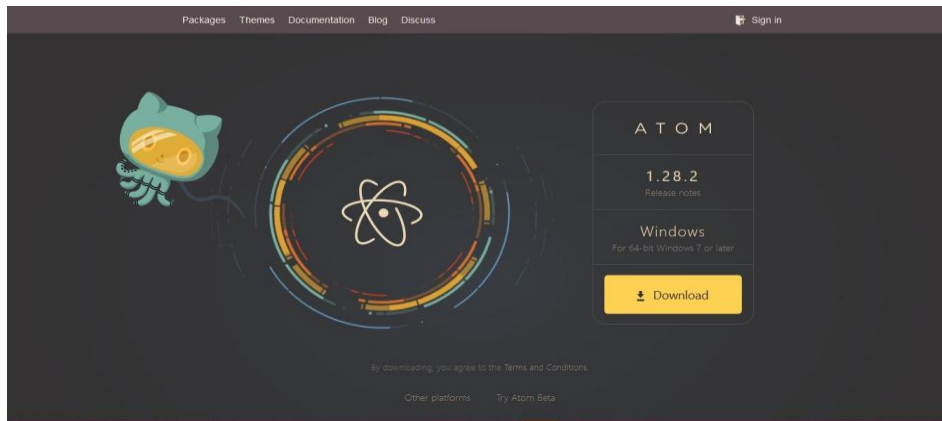 Packages Themes Documentation Blog Discuss Sign in
ATOM
1.28.2
Release notes
Windows
For 64-bit Windows 7 or later
Download
By downloading, you agree to the Terms and Conditions.
Other platforms Try Atom Beta